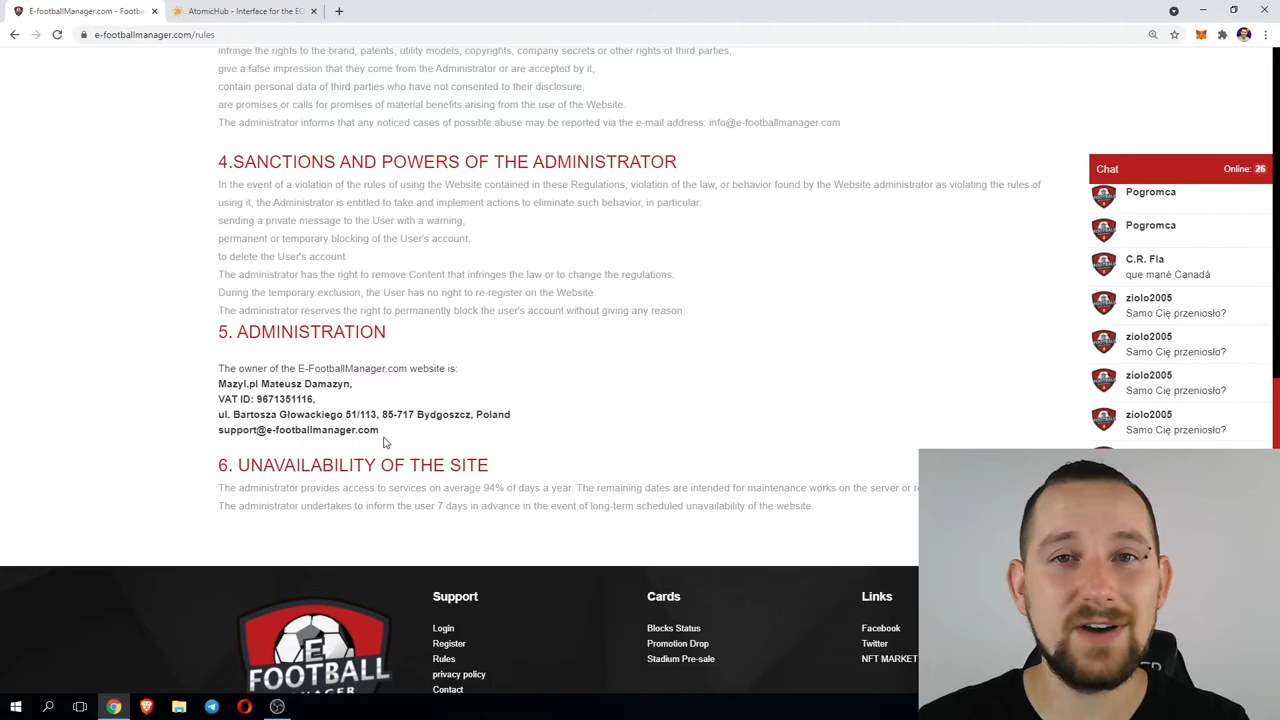 E-FootballManager.com - Footba
AtomicHub - Interface for the EO
e-footballmanager.com/rules
infringe the rights to the brand, patents, utility models, copyrights, company secrets or other rights of third parties,
give a false impression that they come from the Administrator or are accepted by it,
contain personal data of third parties who have not consented to their disclosure,
are promises or calls for promises of material benefits arising from the use of the Website.
The administrator informs that any noticed cases of possible abuse may be reported via the e-mail address: info@e-footballmanager.com
4.SANCTIONS AND POWERS OF THE ADMINISTRATOR
In the event of a violation of the rules of using the Website contained in these Regulations, violation of the law, or behavior found by the Website administrator as violating the rules of
using it, the Administrator is entitled to take and implement actions to eliminate such behavior, in particular:
sending a private message to the User with a warning,
permanent or temporary blocking of the User's account,
to delete the User's account
The administrator has the right to remove Content that infringes the law or to change the regulations.
During the temporary exclusion, the User has no right to re-register on the Website.
The administrator reserves the right to permanently block the user's account without giving any reason.
5. ADMINISTRATION
The owner of the E-FootballManager.com website is:
Mazyl.pl Mateusz Damazyn,
VAT ID: 9671351116,
ul. Bartosza Głowackiego 51/113, 85-717 Bydgoszcz, Poland
support@e-footballmanager.com
6. UNAVAILABILITY OF THE SITE
The administrator provides access to services on average 94% of days a year. The remaining dates are intended for maintenance works on the server or
The administrator undertakes to inform the user 7 days in advance in the event of long-term scheduled unavailability of the website.
Chat Online: 26
Pogromca
Pogromca
C.R. Fla
que mané Canadá
ziolo2005
Samo Cię przeniosło?
ziolo2005
Samo Cię przeniosło?
ziolo2005
Samo Cię przeniosło?
ziolo2005
Samo Cię przeniosło?
E
FOOTBALL
MANAGER
Support
Login
Register
Rules
privacy policy
Contact
Cards
Blocks Status
Promotion Drop
Stadium Pre-sale
Links
Facebook
Twitter
NFT MARKET